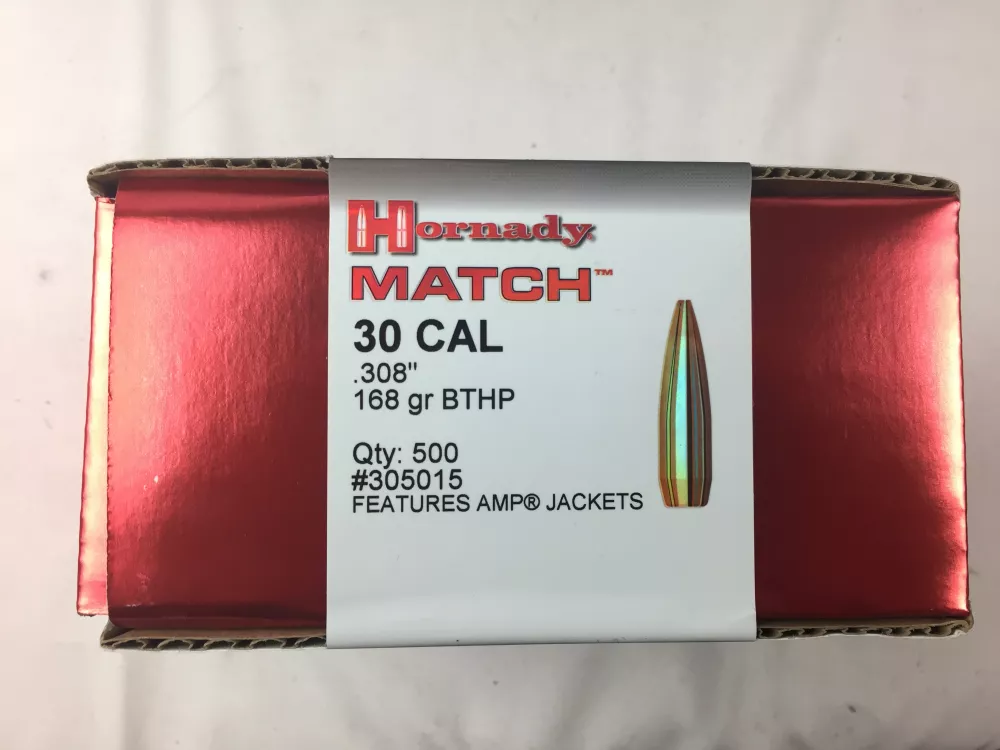 Hornady
MATCH™
30 CAL
.308"
168 gr BTHP
Qty: 500
#305015
FEATURES AMP® JACKETS